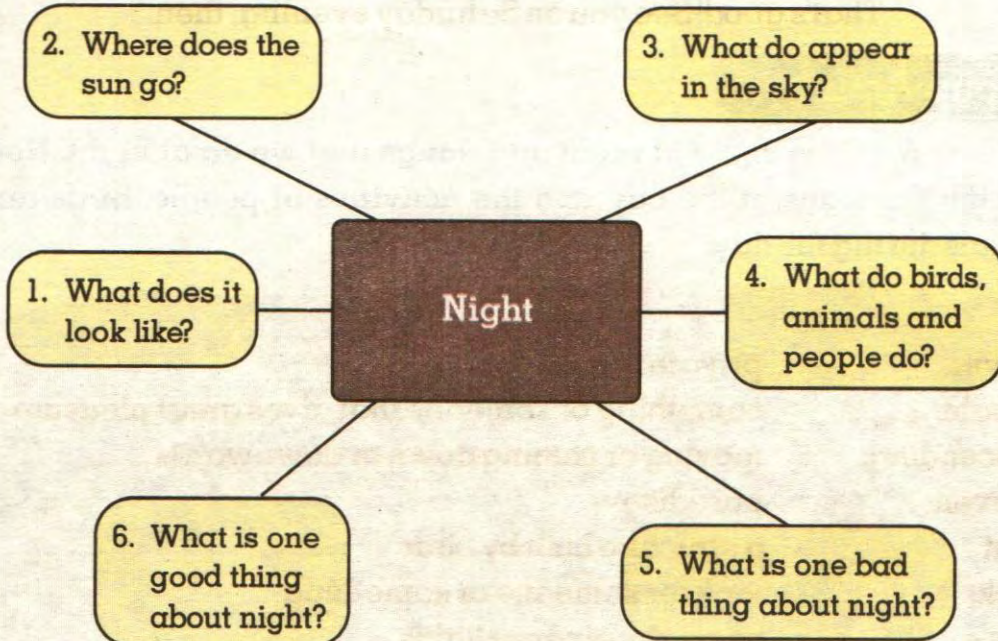 2. Where does the
sun go?
3. What do appear
in the sky?
1. What does it
look like?
Night
4. What do birds,
animals and
people do?
6. What is one
good thing
about night?
5. What is one bad
thing about night?